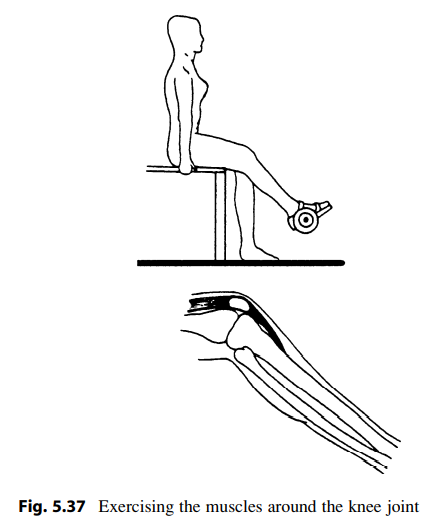 Fig. 5.37 Exercising the muscles around the knee joint